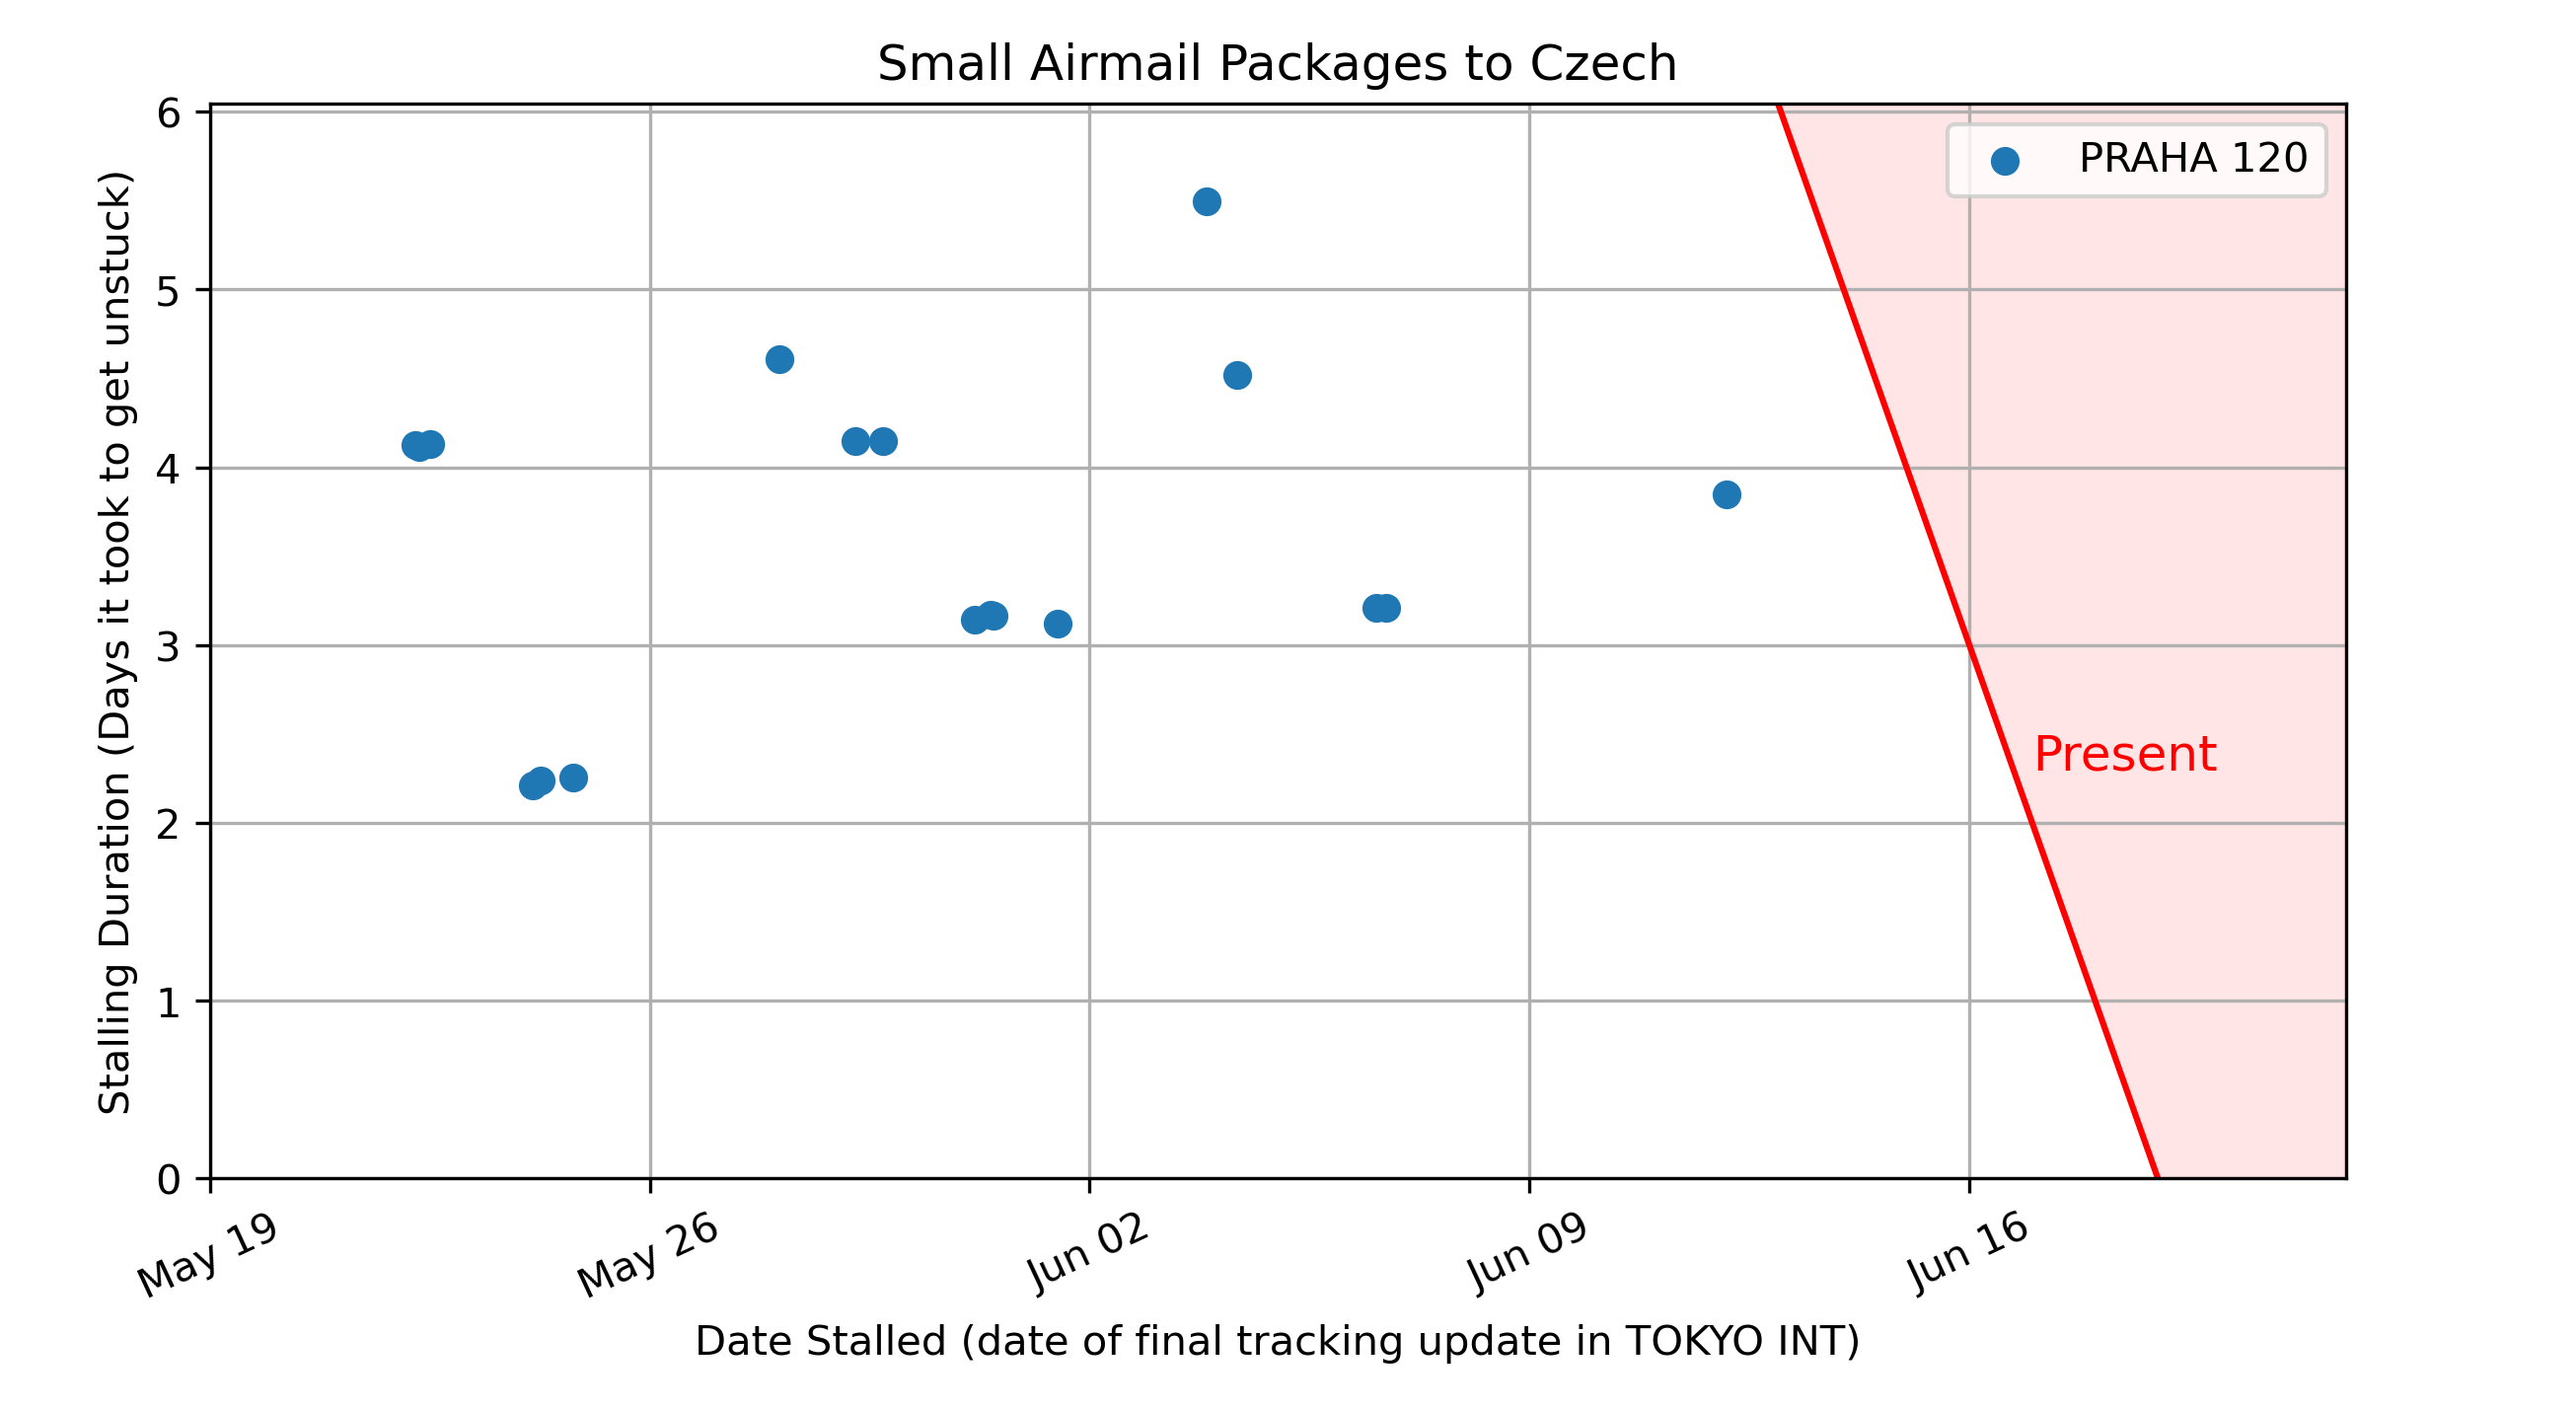 Small Airmail Packages to Czech
Stalling Duration (Days it took to get unstuck)
6
5
4
3
2
1
0
PRAHA 120
Present
May 19
May 26
Jun 02
Jun 09
Jun 16
Date Stalled (date of final tracking update in TOKYO INT)